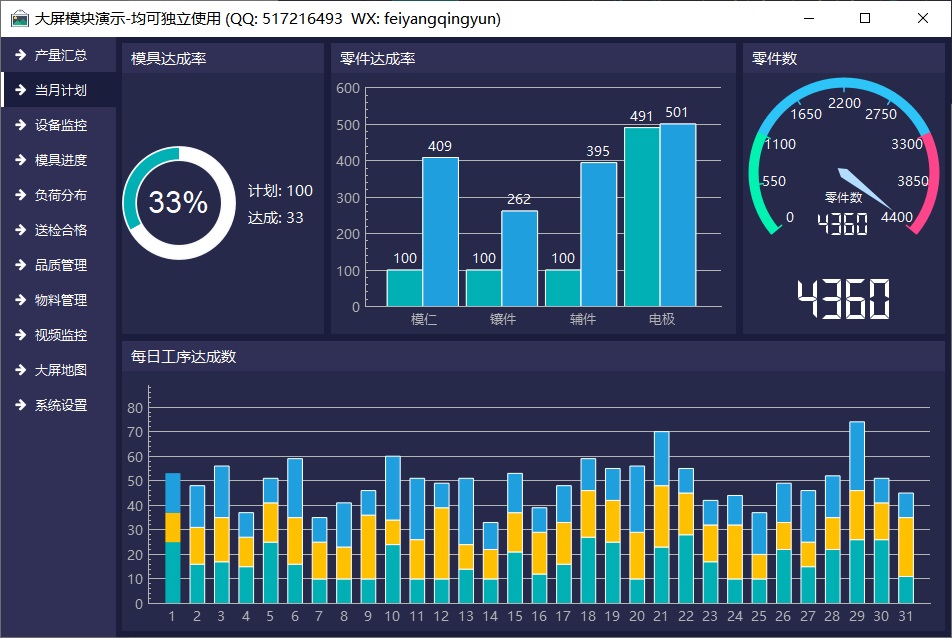 大屏模块演示-均可独立使用 (QQ: 517216493 WX: feiyangqingyun)
产量汇总
当月计划
设备监控
模具进度
负荷分布
送检合格
品质管理
物料管理
视频监控
大屏地图
系统设置
模具达成率
33%
计划: 100
达成: 33
零件达成率
600
500
400
300
200
100
0
100 409 100 262 100 395 491 501
模仁 镶件 辅件 电极
零件数
0 550 1100 1650 2200 2750 3300 3850 4400
零件数
4360
4360
每日工序达成数
80
70
60
50
40
30
20
10
0
1 2 3 4 5 6 7 8 9 10 11 12 13 14 15 16 17 18 19 20 21 22 23 24 25 26 27 28 29 30 31